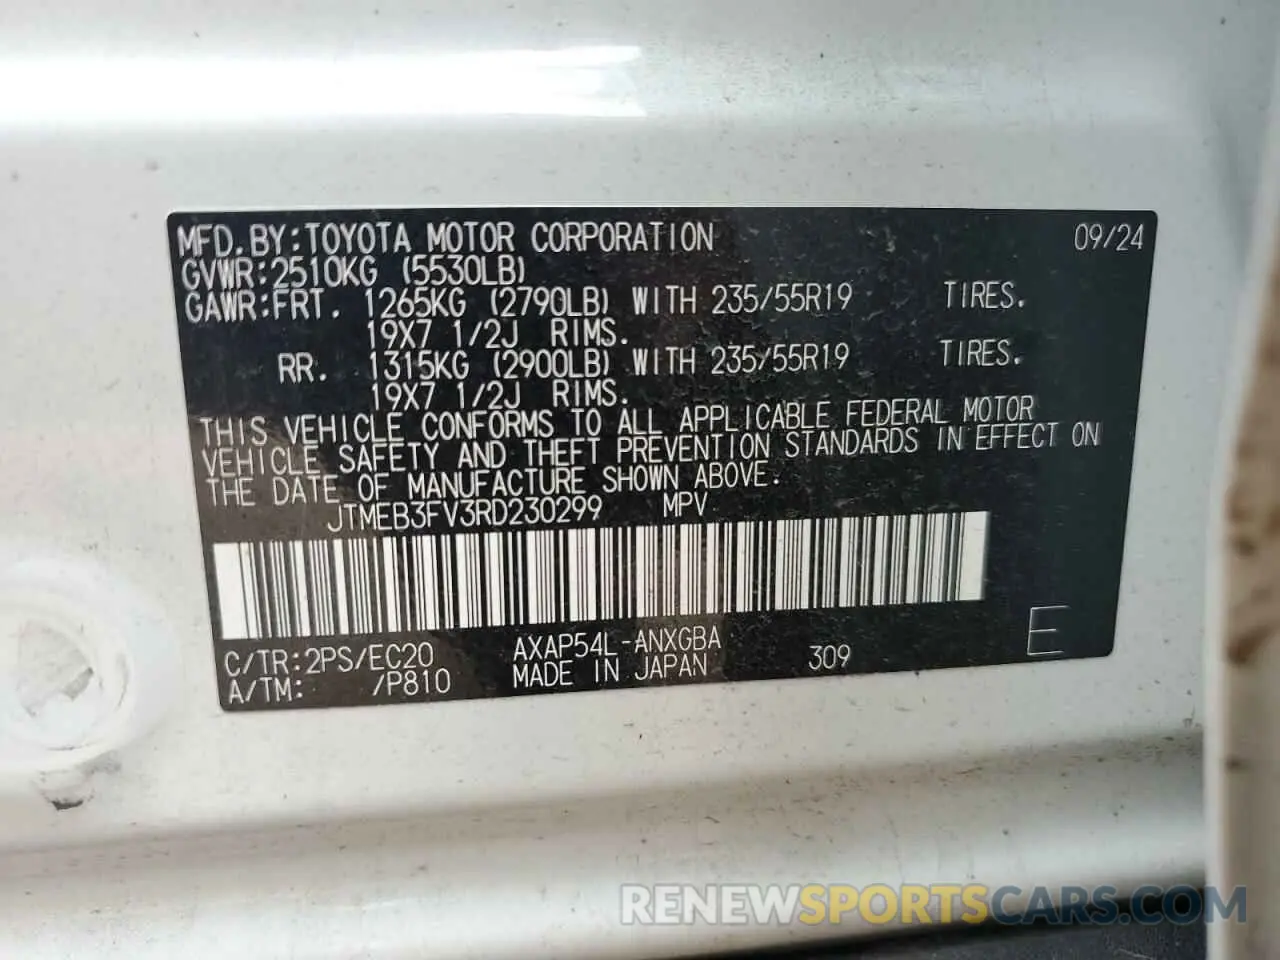 MFD.BY:TOYOTA MOTOR CORPORATION 09/24
GVWR:2510KG (5530LB)
GAWR:FRT. 1265KG (2790LB) WITH 235/55R19 TIRES.
19X7 1/2J RIMS.
RR. 1315KG (2900LB) WITH 235/55R19 TIRES.
19X7 1/2J RIMS.
THIS VEHICLE CONFORMS TO ALL APPLICABLE FEDERAL MOTOR
VEHICLE SAFETY AND THEFT PREVENTION STANDARDS IN EFFECT ON
THE DATE OF MANUFACTURE SHOWN ABOVE.
JTMEB3FV3RD230299 MPV
C/TR:2PS/EC20 AXAP54L-ANXGBA
A/TM: /P810 MADE IN JAPAN 309 E
RENEWSPORTSCARS.COM